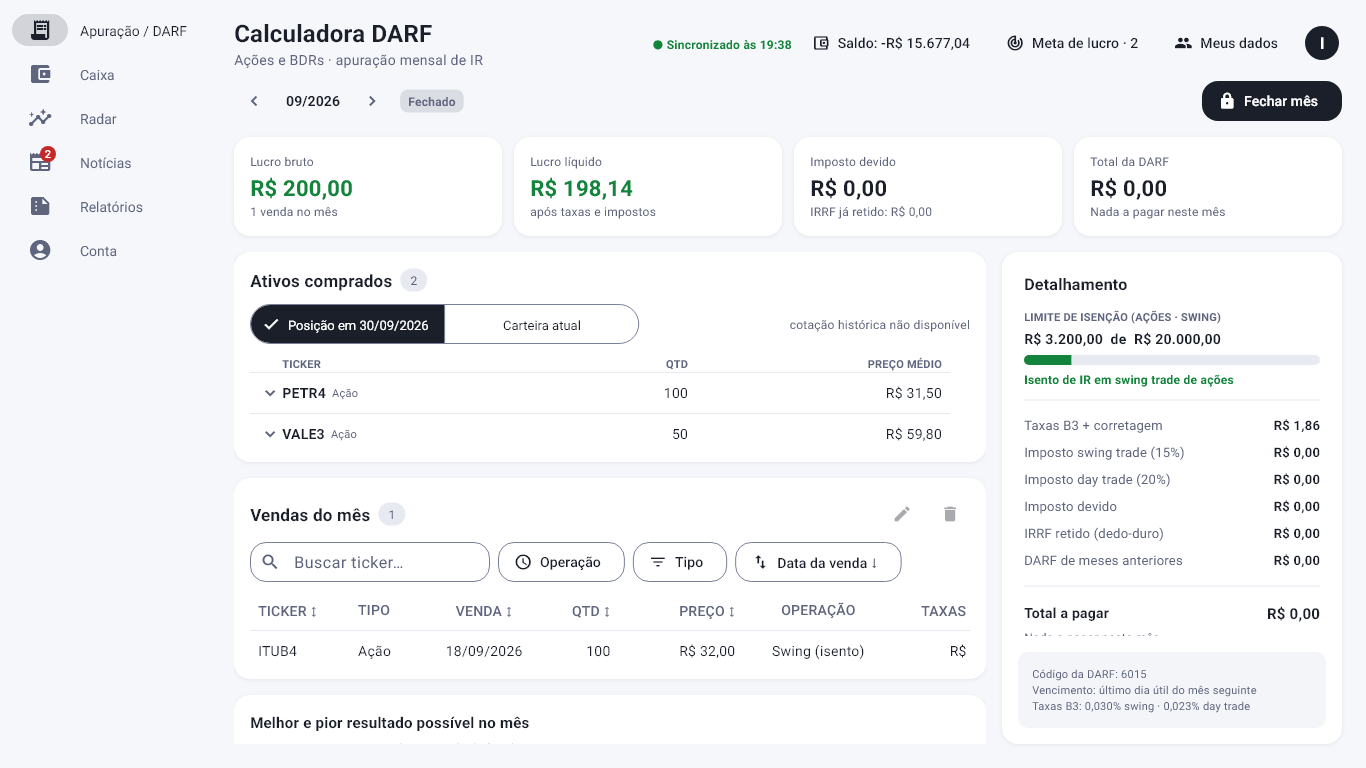 Apuração / DARF
Caixa
Radar
2
Notícias
Relatórios
Conta
Calculadora DARF
Ações e BDRs · apuração mensal de IR
Sincronizado às 19:38
Saldo: -R$ 15.677,04
Meta de lucro · 2
Meus dados
I
09/2026
Fechado
Fechar mês
Lucro bruto
R$ 200,00
1 venda no mês
Lucro líquido
R$ 198,14
após taxas e impostos
Imposto devido
R$ 0,00
IRRF já retido: R$ 0,00
Total da DARF
R$ 0,00
Nada a pagar neste mês
Ativos comprados 2
Posição em 30/09/2026
Carteira atual
cotação histórica não disponível
TICKER QTD PREÇO MÉDIO
PETR4 Ação 100 R$ 31,50
VALE3 Ação 50 R$ 59,80
Vendas do mês 1
Buscar ticker...
Operação
Tipo
Data da venda ↓
TICKER ↕ TIPO VENDA ↕ QTD ↕ PREÇO ↕ OPERAÇÃO TAXAS
ITUB4 Ação 18/09/2026 100 R$ 32,00 Swing (isento) R$
Melhor e pior resultado possível no mês
Detalhamento
LIMITE DE ISENÇÃO (AÇÕES · SWING)
R$ 3.200,00 de R$ 20.000,00
Isento de IR em swing trade de ações
Taxas B3 + corretagem R$ 1,86
Imposto swing trade (15%) R$ 0,00
Imposto day trade (20%) R$ 0,00
Imposto devido R$ 0,00
IRRF retido (dedo-duro) R$ 0,00
DARF de meses anteriores R$ 0,00
Total a pagar R$ 0,00
Código da DARF: 6015
Vencimento: último dia útil do mês seguinte
Taxas B3: 0,030% swing · 0,023% day trade